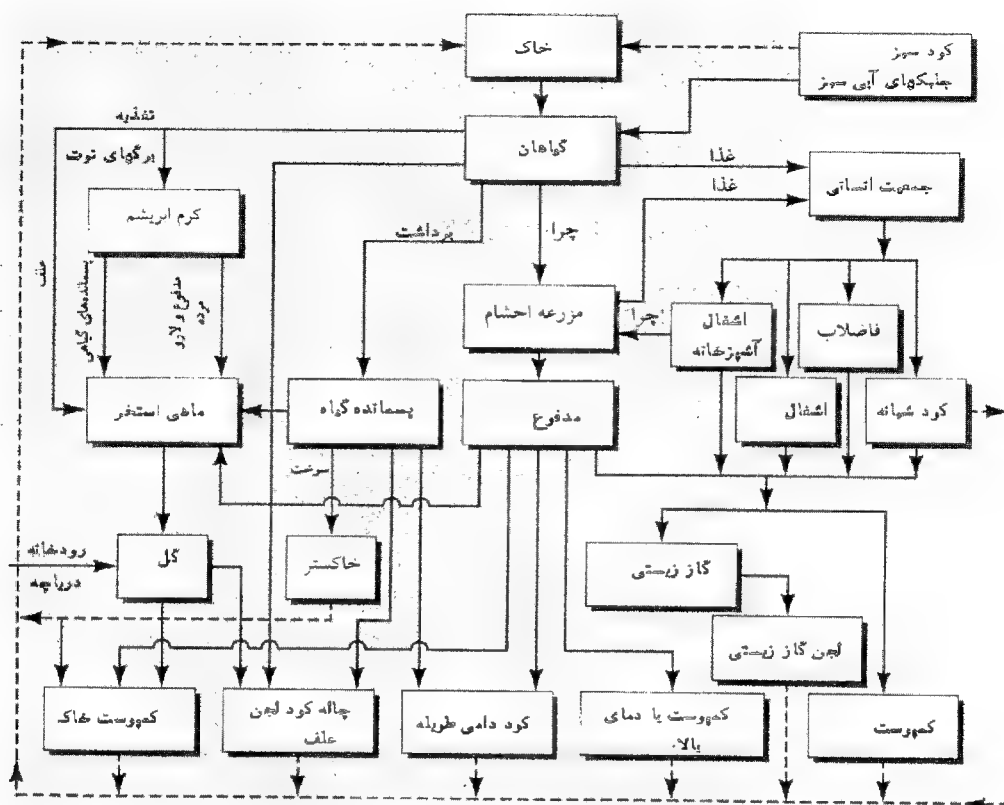 خاک
کود سبز
جلبکهای آبی سبز
تغذیه
برگهای توت
گیاهان
غذا
غذا
جمعیت انسانی
کرم ابریشم
علف
پسمانده‌های گیاهی
مدفوع و لارو
مرده
برداشت
چرا
مزرعه احشام
چرا
اشغال
آشپزخانه
فاضلاب
ماهی استخر
پسمانده گیاه
مدفوع
اشغال
کود شبانه
سوخت
رودخانه
دریاچه
گل
خاکستر
گاز زیستی
لجن گاز زیستی
کمپوست خاک
چاله کود لجن
علف
کود دامی طویله
کمپوست با دمای
بالا.
کمپوست